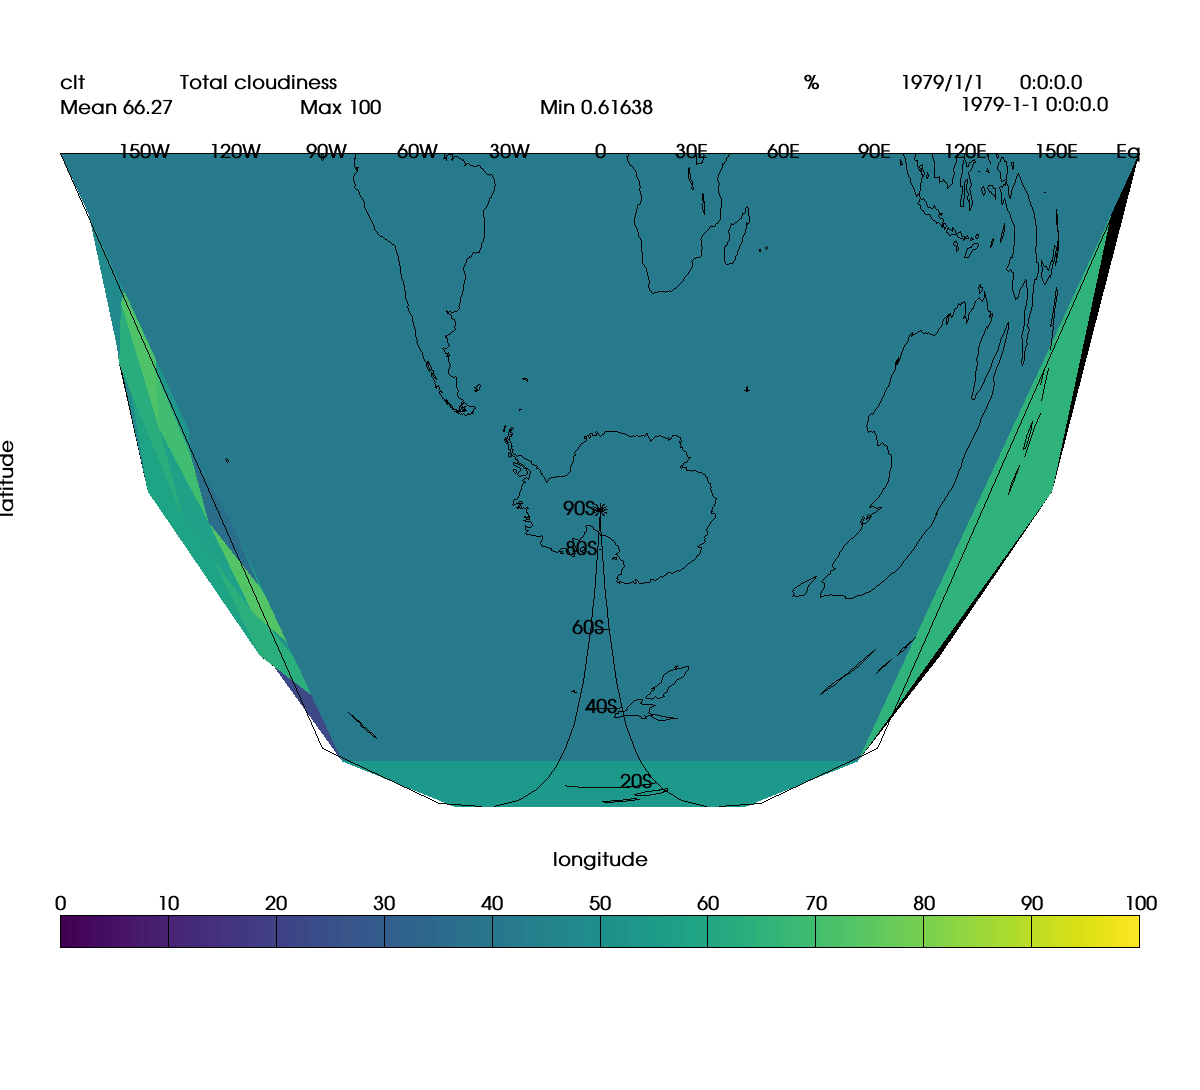 clt Total cloudiness % 1979/1/1 0:0:0.0
Mean 66.27 Max 100 Min 0.61638 1979-1-1 0:0:0.0
150W 120W 90W 60W 30W 0 30E 60E 90E 120E 150E Eq
latitude
90S
80S
60S
40S
20S
longitude
0 10 20 30 40 50 60 70 80 90 100